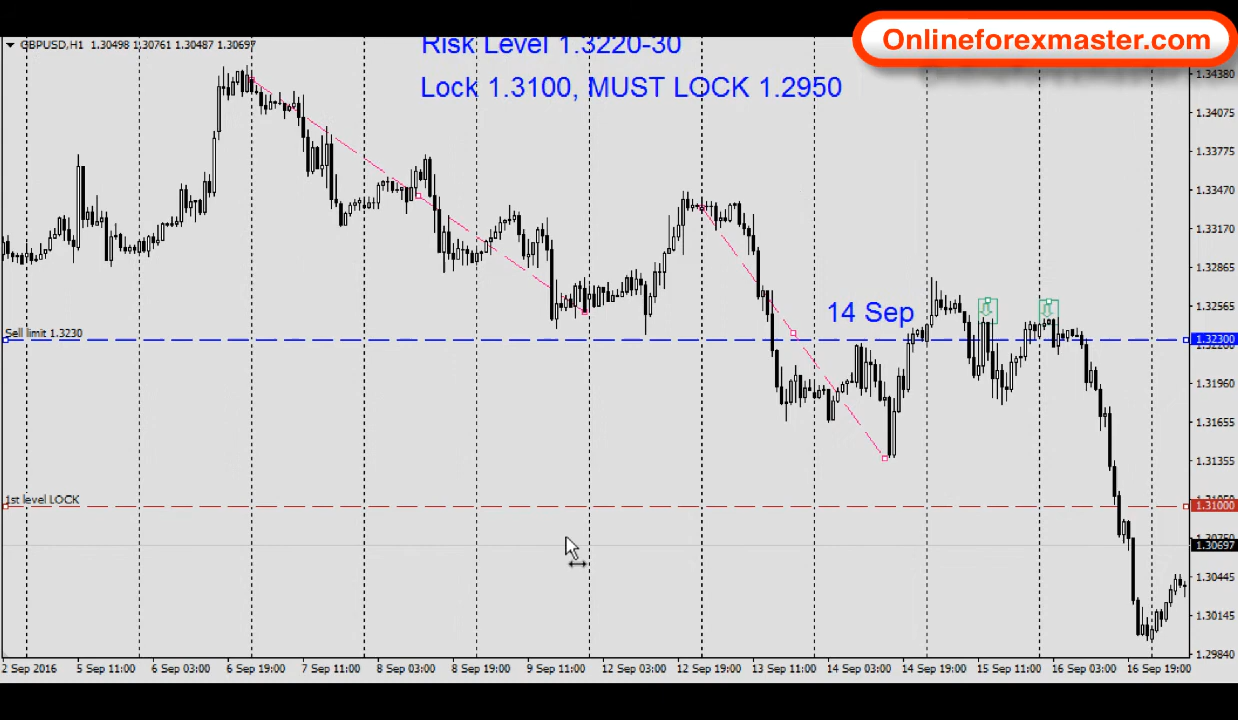 Onlineforexmaster.com
GBPUSD,H1 1.30498 1.30761 1.30487 1.30697
Risk Level 1.3220-30
Lock 1.3100, MUST LOCK 1.2950
1.34380
1.34075
1.33775
1.33470
1.33170
1.32865
1.32565
14 Sep
Sell limit 1.3230
1.32300
1.31960
1.31655
1.31355
1st level LOCK
1.31000
1.30697
1.30445
1.30145
1.29840
2 Sep 2016 5 Sep 11:00 6 Sep 03:00 6 Sep 19:00 7 Sep 11:00 8 Sep 03:00 8 Sep 19:00 9 Sep 11:00 12 Sep 03:00 12 Sep 19:00 13 Sep 11:00 14 Sep 03:00 14 Sep 19:00 15 Sep 11:00 16 Sep 03:00 16 Sep 19:00